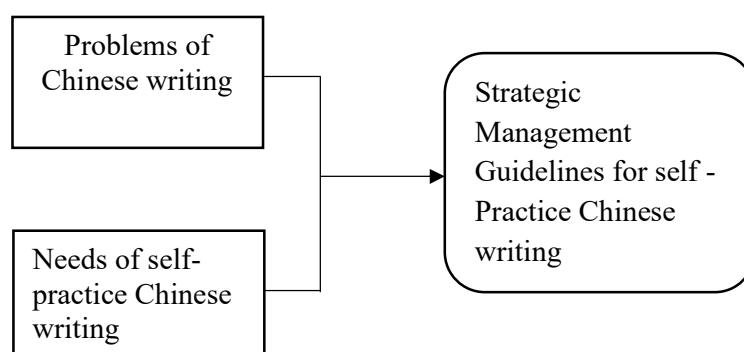 Problems of
Chinese writing
Needs of self-
practice Chinese
writing
Strategic
Management
Guidelines for self -
Practice Chinese
writing